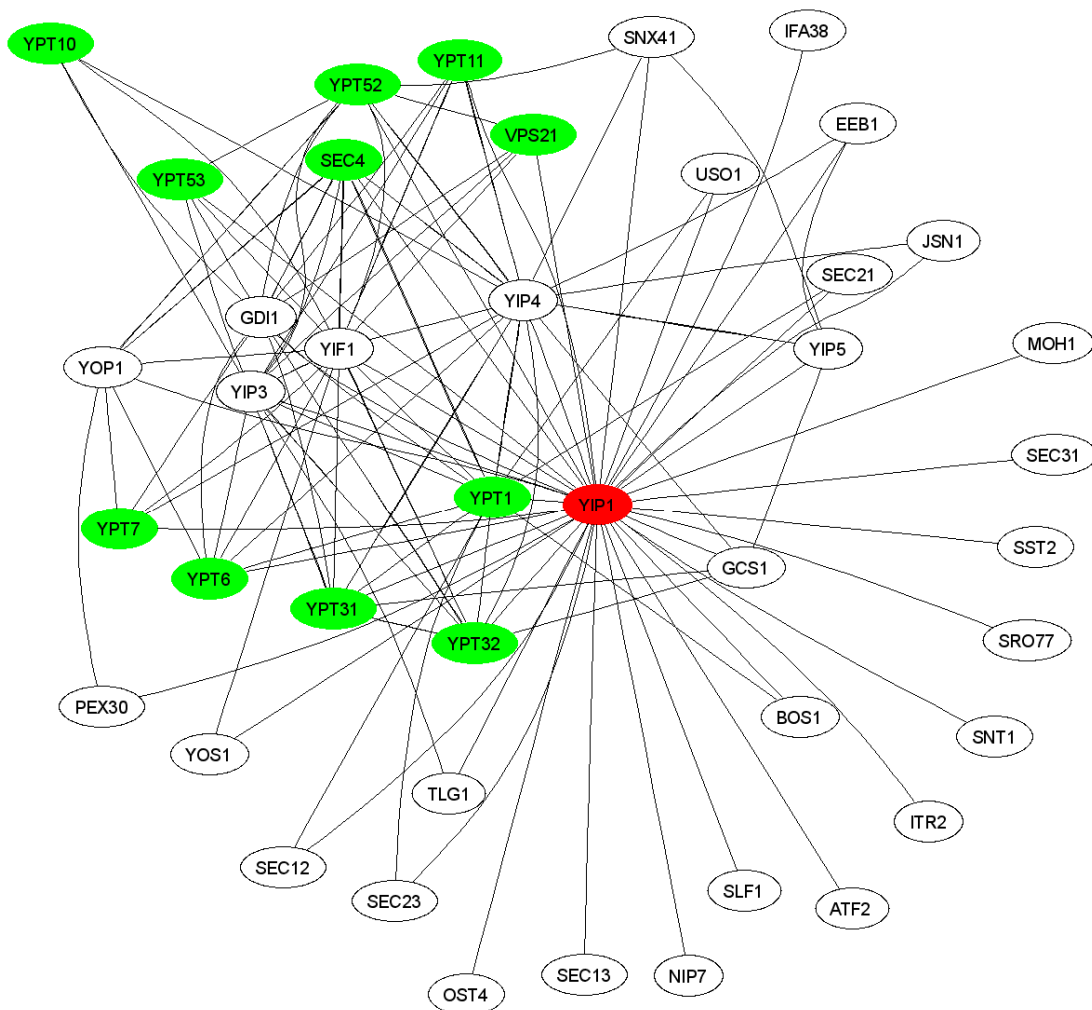 YPT10
SNX41
IFA38
YPT11
YPT52
VPS21
EEB1
SEC4
YPT53
USO1
JSN1
SEC21
YIP4
GDI1
YIF1
YIP5
MOH1
YOP1
YIP3
SEC31
YPT1
YIP1
YPT7
SST2
GCS1
YPT6
YPT31
YPT32
SRO77
PEX30
BOS1
SNT1
YOS1
TLG1
ITR2
SEC12
SLF1
SEC23
ATF2
SEC13
NIP7
OST4